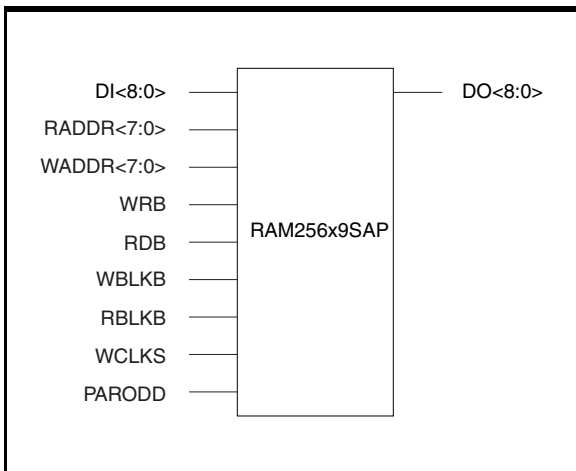 DI<8:0> DO<8:0>
RADDR<7:0>
WADDR<7:0>
WRB
RAM256x9SAP
RDB
WBLKB
RBLKB
WCLKS
PARODD